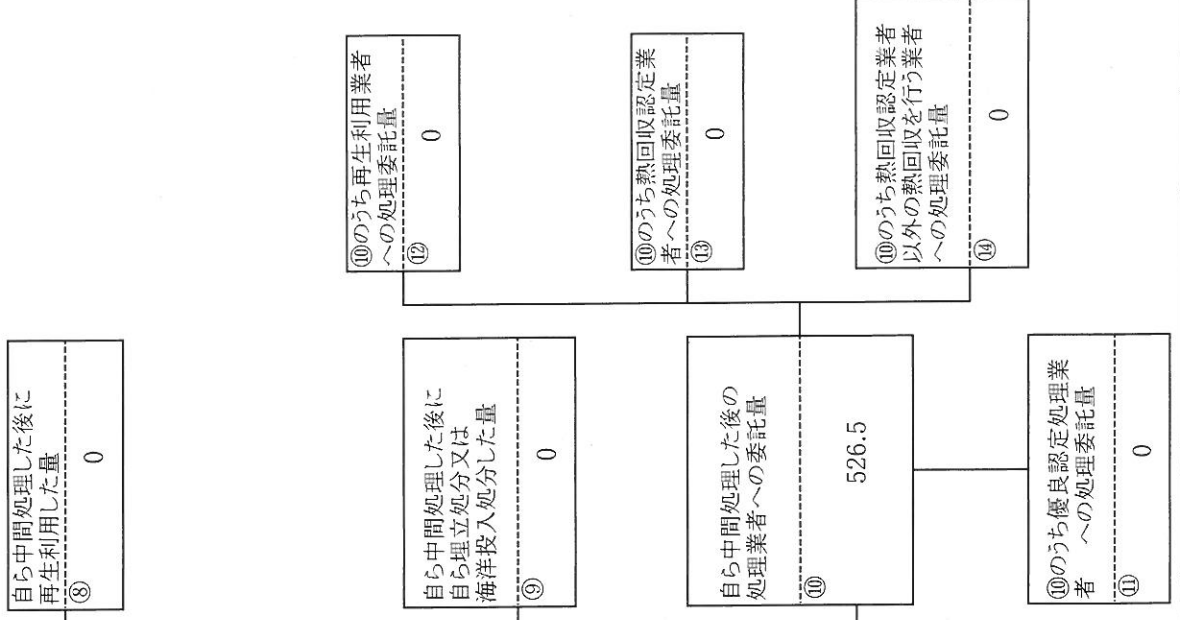 自ら中間処理した後に
再生利用した量
⑧
0
自ら中間処理した後に
自ら埋立処分又は
海洋投入処分した量
⑨
0
自ら中間処理した後の
処理業者への委託量
⑩
526.5
⑩のうち優良認定処理業
者 への処理委託量
⑪
0
⑩のうち再生利用業者
への処理委託量
⑫
0
⑩のうち熱回収認定業
者への処理委託量
⑬
0
⑩のうち熱回収認定業者
以外の熱回収を行う業者
への処理委託量
⑭
0